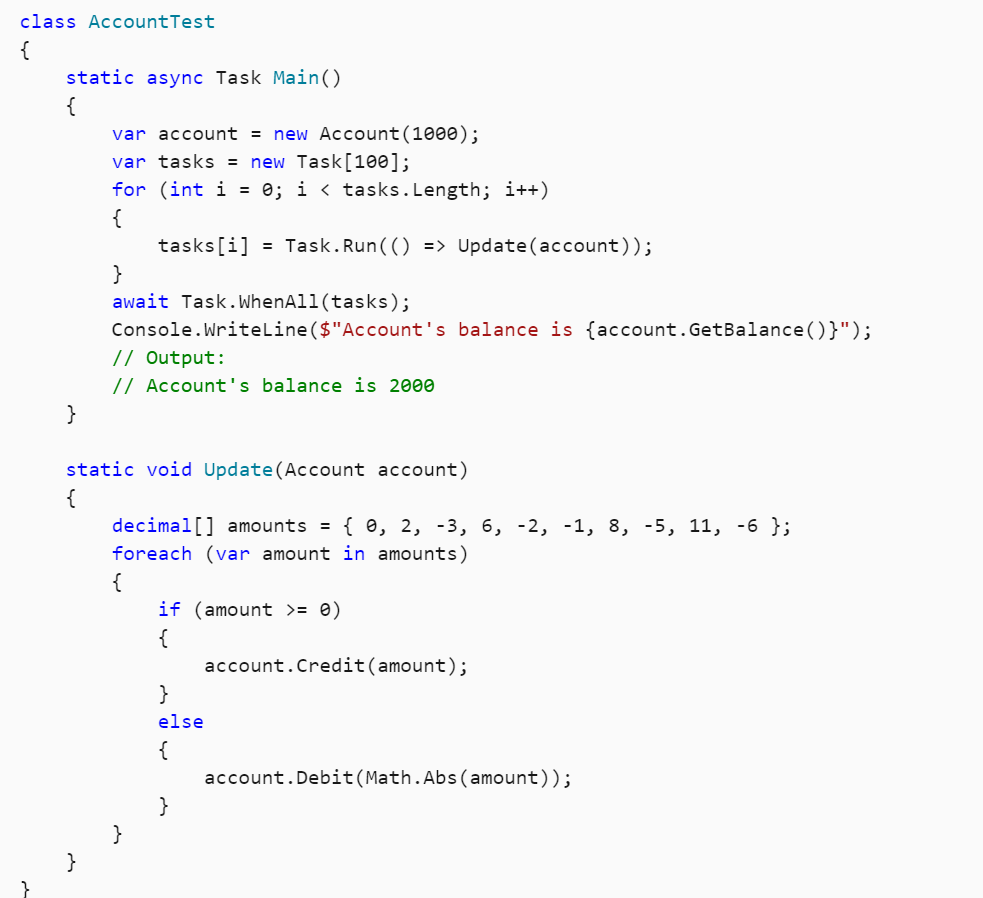 class AccountTest
{
    static async Task Main()
    {
        var account = new Account(1000);
        var tasks = new Task[100];
        for (int i = 0; i < tasks.Length; i++)
        {
            tasks[i] = Task.Run(() => Update(account));
        }
        await Task.WhenAll(tasks);
        Console.WriteLine($"Account's balance is {account.GetBalance()}");
        // Output:
        // Account's balance is 2000
    }

    static void Update(Account account)
    {
        decimal[] amounts = { 0, 2, -3, 6, -2, -1, 8, -5, 11, -6 };
        foreach (var amount in amounts)
        {
            if (amount >= 0)
            {
                account.Credit(amount);
            }
            else
            {
                account.Debit(Math.Abs(amount));
            }
        }
    }
}